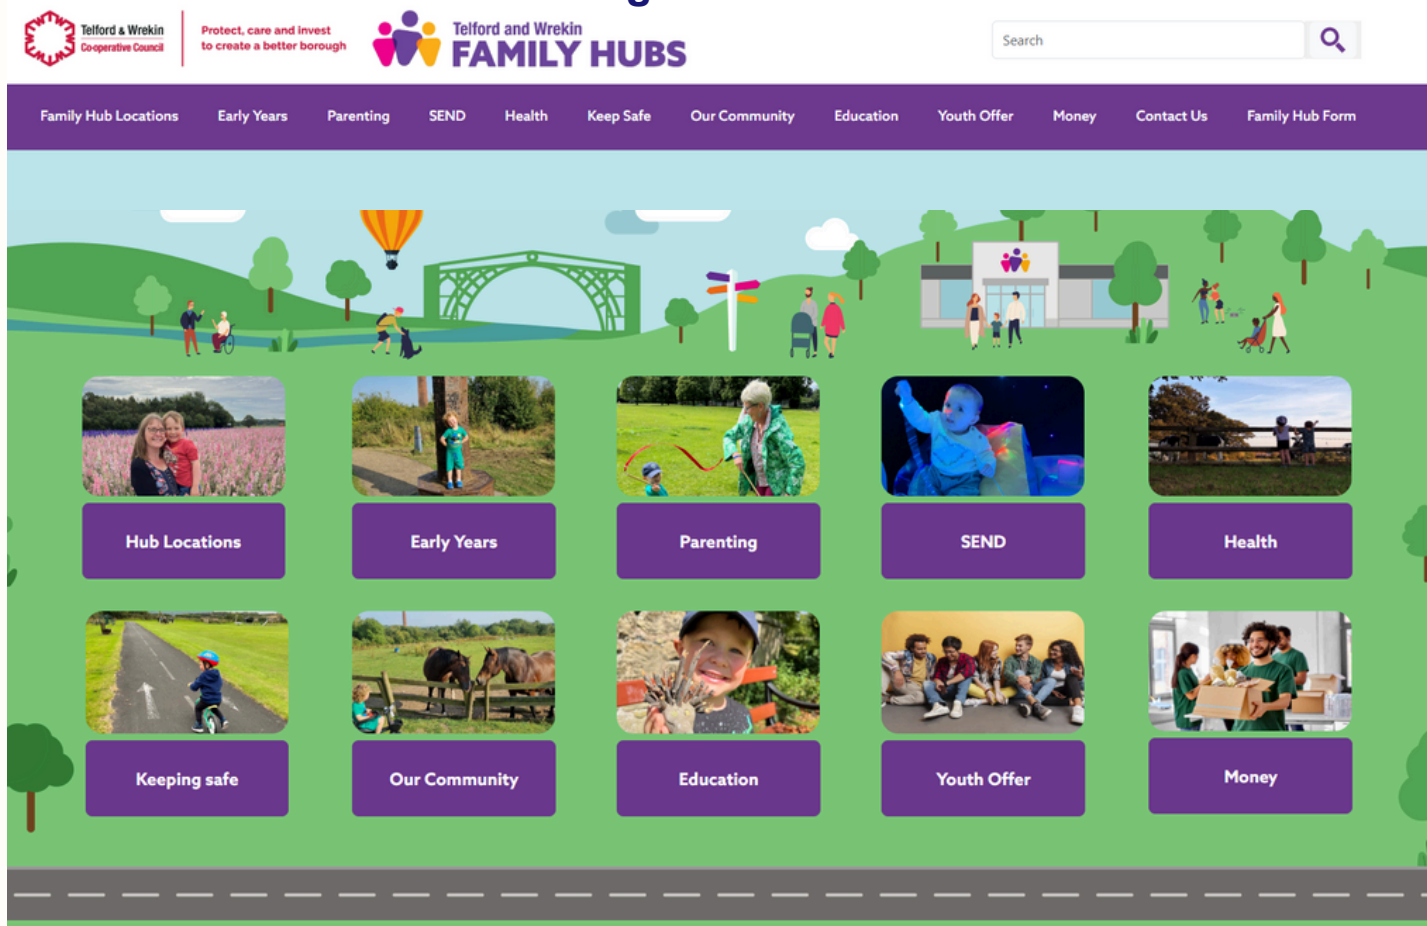 Telford & Wrekin
Co-operative Council
Protect, care and invest
to create a better borough
Telford and Wrekin
FAMILY HUBS
Search
Family Hub Locations Early Years Parenting SEND Health Keep Safe Our Community Education Youth Offer Money Contact Us Family Hub Form
Hub Locations Early Years Parenting SEND Health
Keeping safe Our Community Education Youth Offer Money